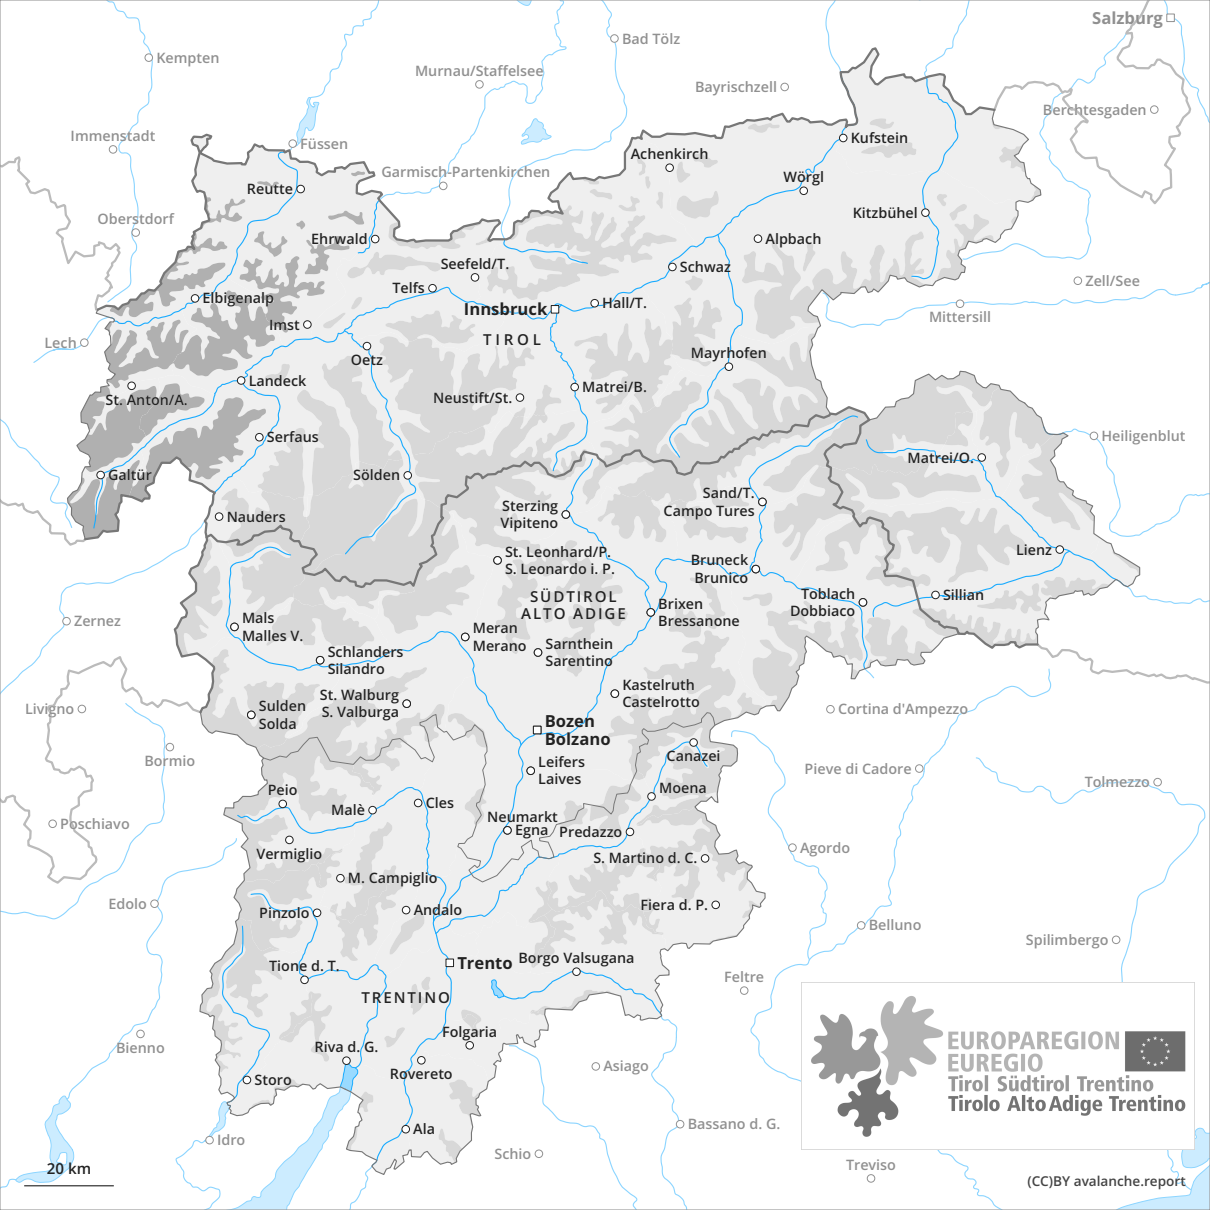 Salzburg
Bad Tölz
Kempten
Murnau/Staffelsee
Bayrischzell
Berchtesgaden
Immenstadt
Füssen
Kufstein
Achenkirch
Garmisch-Partenkirchen
Wörgl
Reutte
Oberstdorf
Kitzbühel
Ehrwald
Alpbach
Seefeld/T.
Schwaz
Zell/See
Telfs
Elbigenalp
Hall/T.
Innsbruck
Mittersill
Imst
TIROL
Lech
Mayrhofen
Oetz
Landeck
Matrei/B.
St. Anton/A.
Neustift/St.
Serfaus
Heiligenblut
Matrei/O.
Galtür
Sölden
Sand/T.
Campo Tures
Sterzing
Vipiteno
Nauders
Lienz
St. Leonhard/P.
S. Leonardo i. P.
Bruneck
Brunico
SÜDTIROL
ALTO ADIGE
Toblach
Dobbiaco
Sillian
Brixen
Bressanone
Zernez
Mals
Malles V.
Meran
Merano
Sarnthein
Sarentino
Schlanders
Silandro
Kastelruth
Castelrotto
St. Walburg
S. Valburga
Sulden
Solda
Livigno
Cortina d'Ampezzo
Bozen
Bolzano
Bormio
Canazei
Leifers
Laives
Pieve di Cadore
Tolmezzo
Peio
Moena
Malè
Cles
Neumarkt
Egna
Predazzo
Poschiavo
Vermiglio
Agordo
S. Martino d. C.
M. Campiglio
Edolo
Pinzolo
Andalo
Fiera d. P.
Belluno
Spilimbergo
Tione d. T.
Trento
Borgo Valsugana
Feltre
TRENTINO
Folgaria
Bienno
Riva d. G.
Rovereto
Asiago
Storo
EUROPAREGION
EUREGIO
Tirol Südtirol Trentino
Tirolo Alto Adige Trentino
Idro
Ala
Bassano d. G.
Schio
Treviso
20 km
(CC)BY avalanche.report